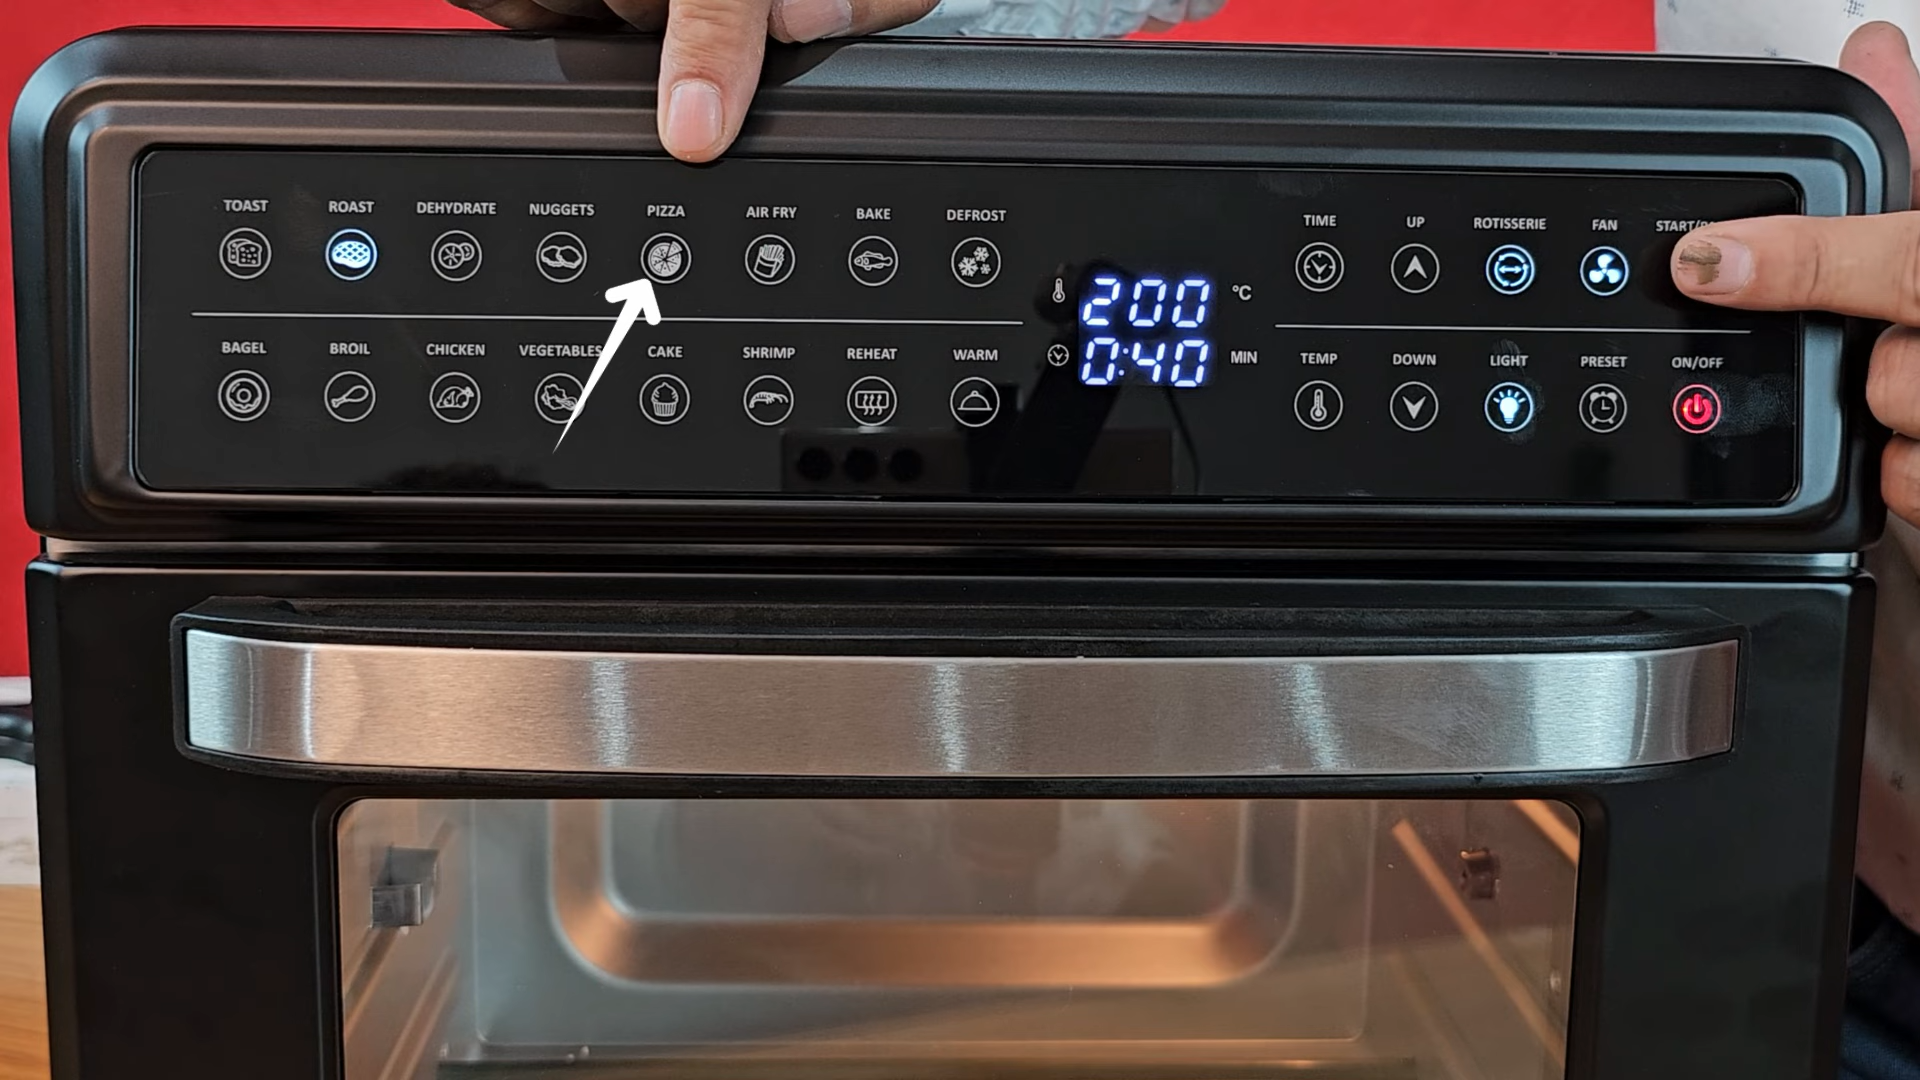 TOAST ROAST DEHYDRATE NUGGETS PIZZA AIR FRY BAKE DEFROST
BAGEL BROIL CHICKEN VEGETABLES CAKE SHRIMP REHEAT WARM
200 °C
0:40 MIN
TIME UP ROTISSERIE FAN START/
TEMP DOWN LIGHT PRESET ON/OFF